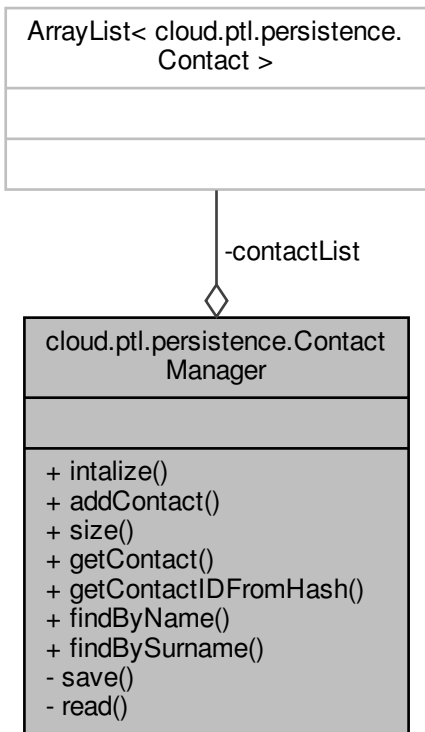 ArrayList< cloud.ptl.persistence.
Contact >
-contactList
cloud.ptl.persistence.Contact
Manager
+ intalize()
+ addContact()
+ size()
+ getContact()
+ getContactIDFromHash()
+ findByName()
+ findBySurname()
- save()
- read()